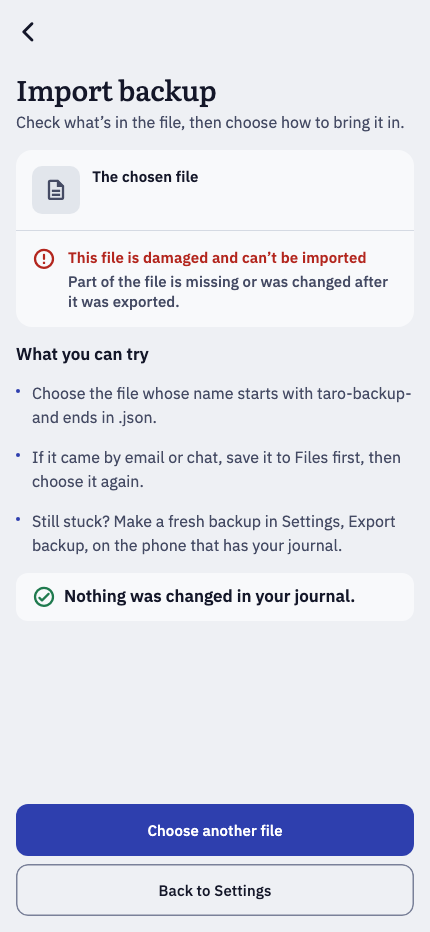 Import backup
Check what’s in the file, then choose how to bring it in.
The chosen file
This file is damaged and can’t be imported
Part of the file is missing or was changed after
it was exported.
What you can try
• Choose the file whose name starts with taro-backup-
and ends in .json.
• If it came by email or chat, save it to Files first, then
choose it again.
• Still stuck? Make a fresh backup in Settings, Export
backup, on the phone that has your journal.
Nothing was changed in your journal.
Choose another file
Back to Settings